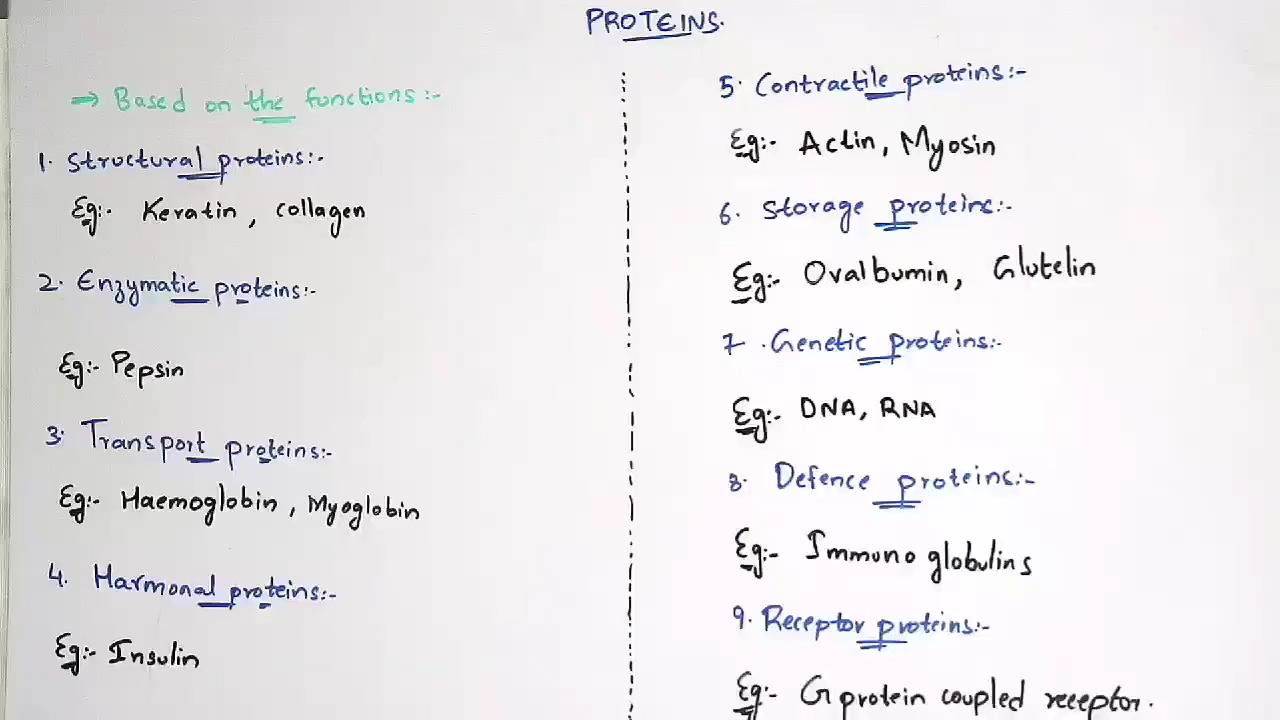 PROTEINS.
⇒ Based on the functions:-
1. Structural proteins:-
Eg:- Keratin, collagen
2. Enzymatic proteins:-
Eg:- Pepsin
3. Transport proteins:-
Eg:- Haemoglobin, Myoglobin
4. Harmonal proteins:-
Eg:- Insulin
5. Contractile proteins:-
Eg:- Actin, Myosin
6. Storage proteins:-
Eg:- Ovalbumin, Glutelin
7. Genetic proteins:-
Eg:- DNA, RNA
8. Defence proteins:-
Eg:- Immuno globulins
9. Receptor proteins:-
Eg:- G protein coupled receptor.